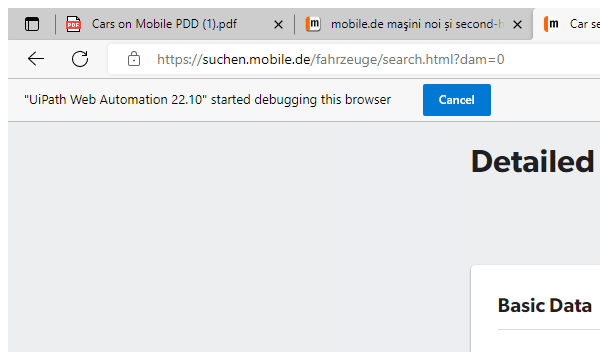 Cars on Mobile PDD (1).pdf
mobile.de mașini noi și second-h
Car se
https://suchen.mobile.de/fahrzeuge/search.html?dam=0
"UiPath Web Automation 22.10" started debugging this browser
Cancel
Detailed
Basic Data